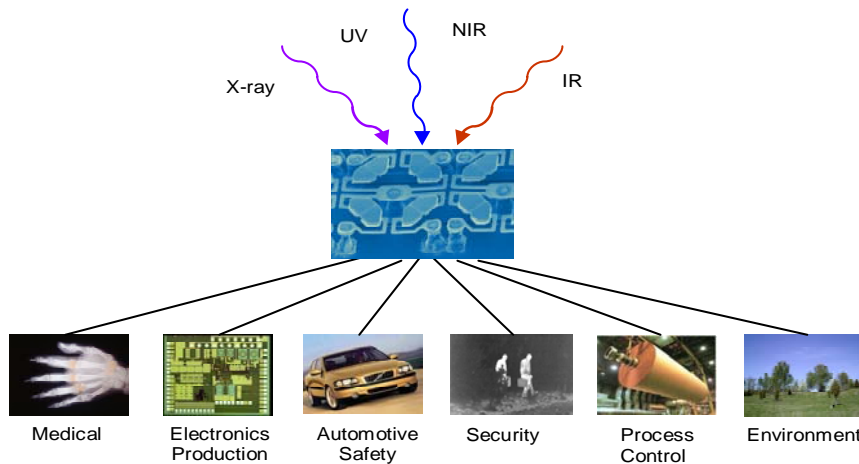 UV
NIR
X-ray
IR
Medical
Electronics
Production
Automotive
Safety
Security
Process
Control
Environment